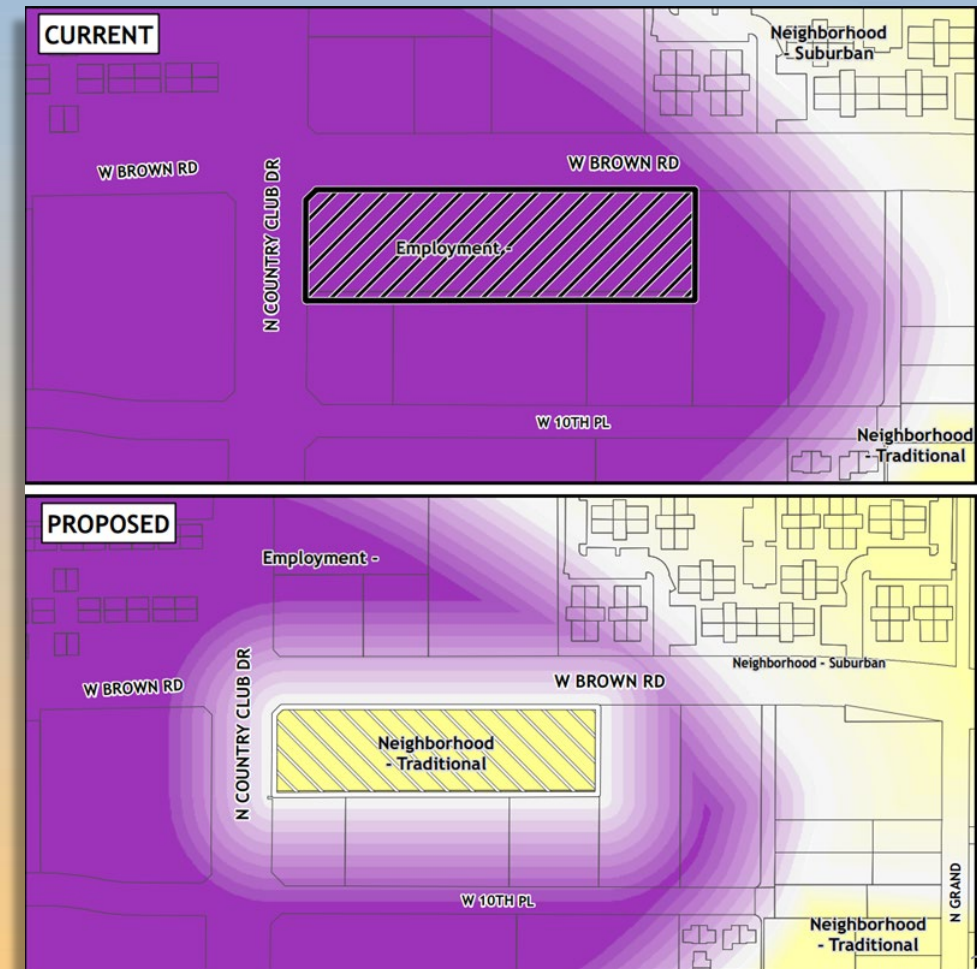 CURRENT
Neighborhood
- Suburban
W BROWN RD
W BROWN RD
N COUNTRY CLUB DR
Employment -
W 10TH PL
Neighborhood
- Traditional
PROPOSED
Employment -
N COUNTRY CLUB DR
Neighborhood - Suburban
W BROWN RD
W BROWN RD
Neighborhood
- Traditional
W 10TH PL
N GRAND
Neighborhood
- Traditional